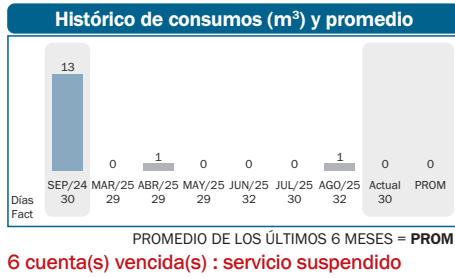 Histórico de consumos (m³) y promedio
13 0 1 0 0 0 1 0 0
SEP/24 MAR/25 ABR/25 MAY/25 JUN/25 JUL/25 AGO/25 Actual PROM
Días Fact 30 29 29 29 32 30 32 30
PROMEDIO DE LOS ÚLTIMOS 6 MESES = PROM
6 cuenta(s) vencida(s) : servicio suspendido